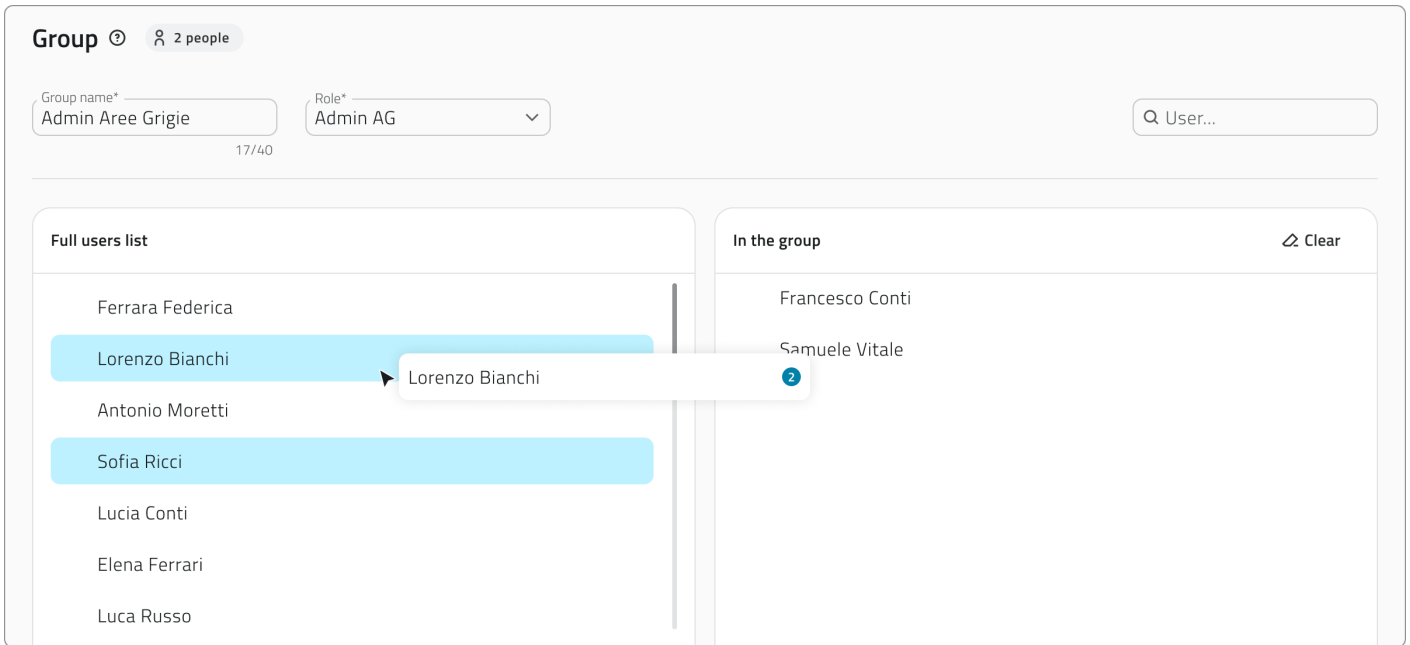 Group ? 2 people
Group name*
Admin Aree Grigie
17/40
Role*
Admin AG
User...
Full users list
Ferrara Federica
Lorenzo Bianchi
Lorenzo Bianchi 2
Antonio Moretti
Sofia Ricci
Lucia Conti
Elena Ferrari
Luca Russo
In the group
Clear
Francesco Conti
Samuele Vitale